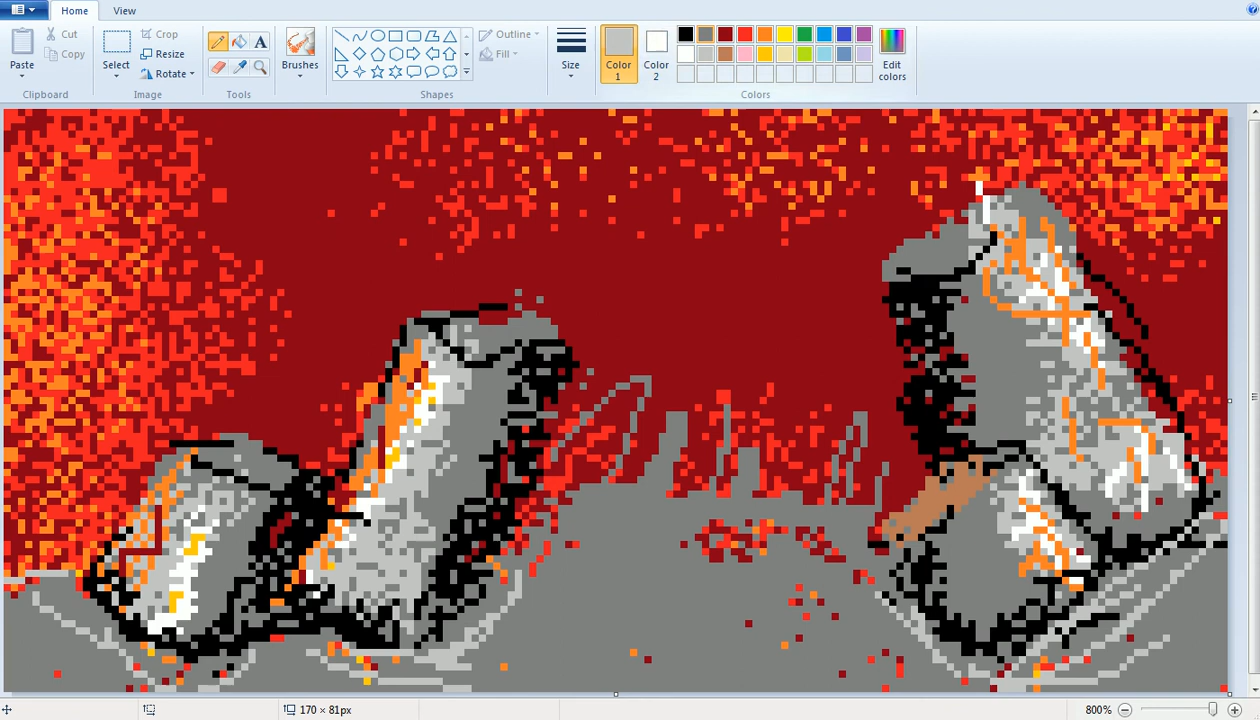 Home View
Paste Cut Copy Select Crop Resize Rotate A Brushes Outline Fill Size Color 1 Color 2 Edit colors
Clipboard Image Tools Shapes Colors
170 × 81px 800%